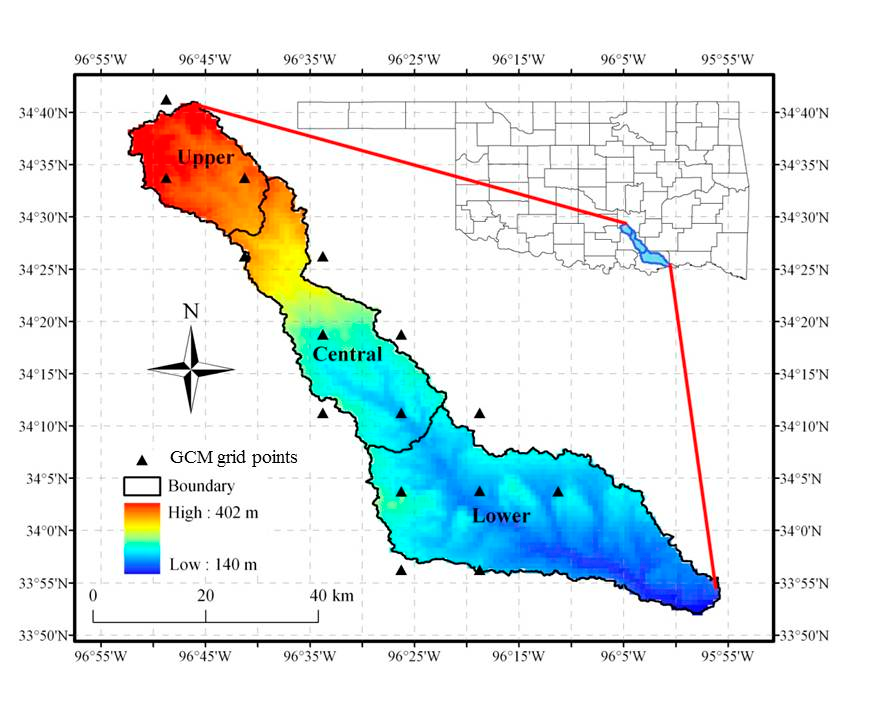 96°55'W 96°45'W 96°35'W 96°25'W 96°15'W 96°5'W 95°55'W
34°40'N 34°40'N
34°35'N 34°35'N
Upper
34°30'N 34°30'N
34°25'N 34°25'N
N
34°20'N 34°20'N
Central
34°15'N 34°15'N
34°10'N 34°10'N
GCM grid points
34°5'N 34°5'N
Boundary
High : 402 m
Lower
34°0'N 34°0'N
Low : 140 m
33°55'N 33°55'N
0 20 40 km
33°50'N 33°50'N
96°55'W 96°45'W 96°35'W 96°25'W 96°15'W 96°5'W 95°55'W